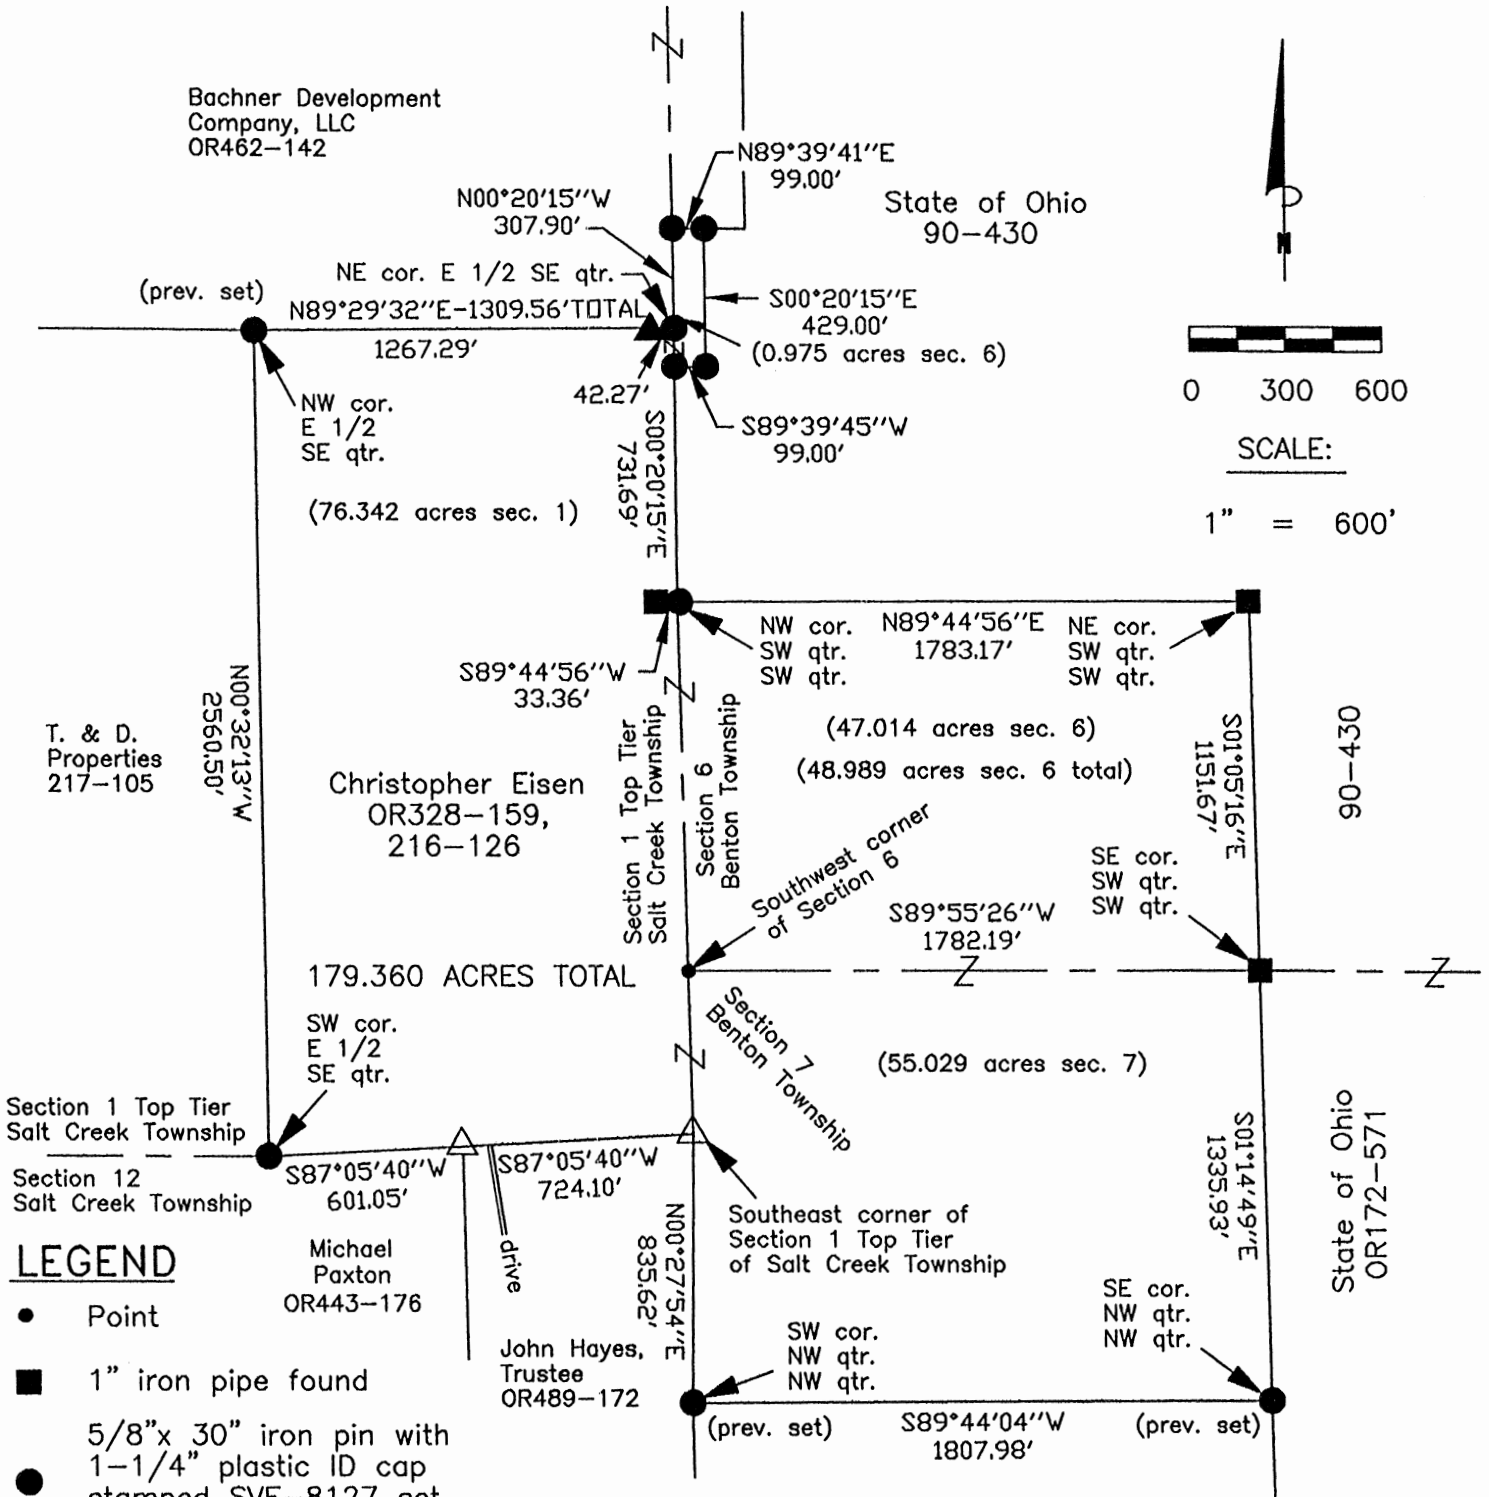 Bachner Development
Company, LLC
OR462-142
N89°39'41"E
99.00'
N00°20'15"W
307.90'
State of Ohio
90-430
N
NE cor. E 1/2 SE qtr.
(prev. set)
N89°29'32"E-1309.56'TOTAL
1267.29'
S00°20'15"E
429.00'
(0.975 acres sec. 6)
42.27'
NW cor.
E 1/2
SE qtr.
S89°39'45"W
99.00'
0 300 600
SCALE:
1" = 600'
S00°20'15"E
731.69'
(76.342 acres sec. 1)
NW cor.
SW qtr.
SW qtr.
N89°44'56"E
1783.17'
NE cor.
SW qtr.
SW qtr.
S89°44'56"W
33.36'
N00°32'13"W
2560.50'
T. & D.
Properties
217-105
Christopher Eisen
OR328-159,
216-126
Section 1 Top Tier
Salt Creek Township
Section 6
Benton Township
(47.014 acres sec. 6)
(48.989 acres sec. 6 total)
S01°05'16"E
1151.67'
90-430
Southwest corner
of Section 6
SE cor.
SW qtr.
SW qtr.
S89°55'26"W
1782.19'
179.360 ACRES TOTAL
Section 7
Benton Township
(55.029 acres sec. 7)
SW cor.
E 1/2
SE qtr.
Section 1 Top Tier
Salt Creek Township
Section 12
Salt Creek Township
S87°05'40"W
601.05'
S87°05'40"W
724.10'
S01°14'49"E
1335.93'
State of Ohio
OR172-571
Southeast corner of
Section 1 Top Tier
of Salt Creek Township
N00°27'54"E
835.62'
drive
Michael
Paxton
OR443-176
John Hayes,
Trustee
OR489-172
SW cor.
NW qtr.
NW qtr.
SE cor.
NW qtr.
NW qtr.
(prev. set)
S89°44'04"W
1807.98'
(prev. set)
LEGEND
Point
1" iron pipe found
5/8"x 30" iron pin with
1-1/4" plastic ID cap
stamped SVE-8127 set